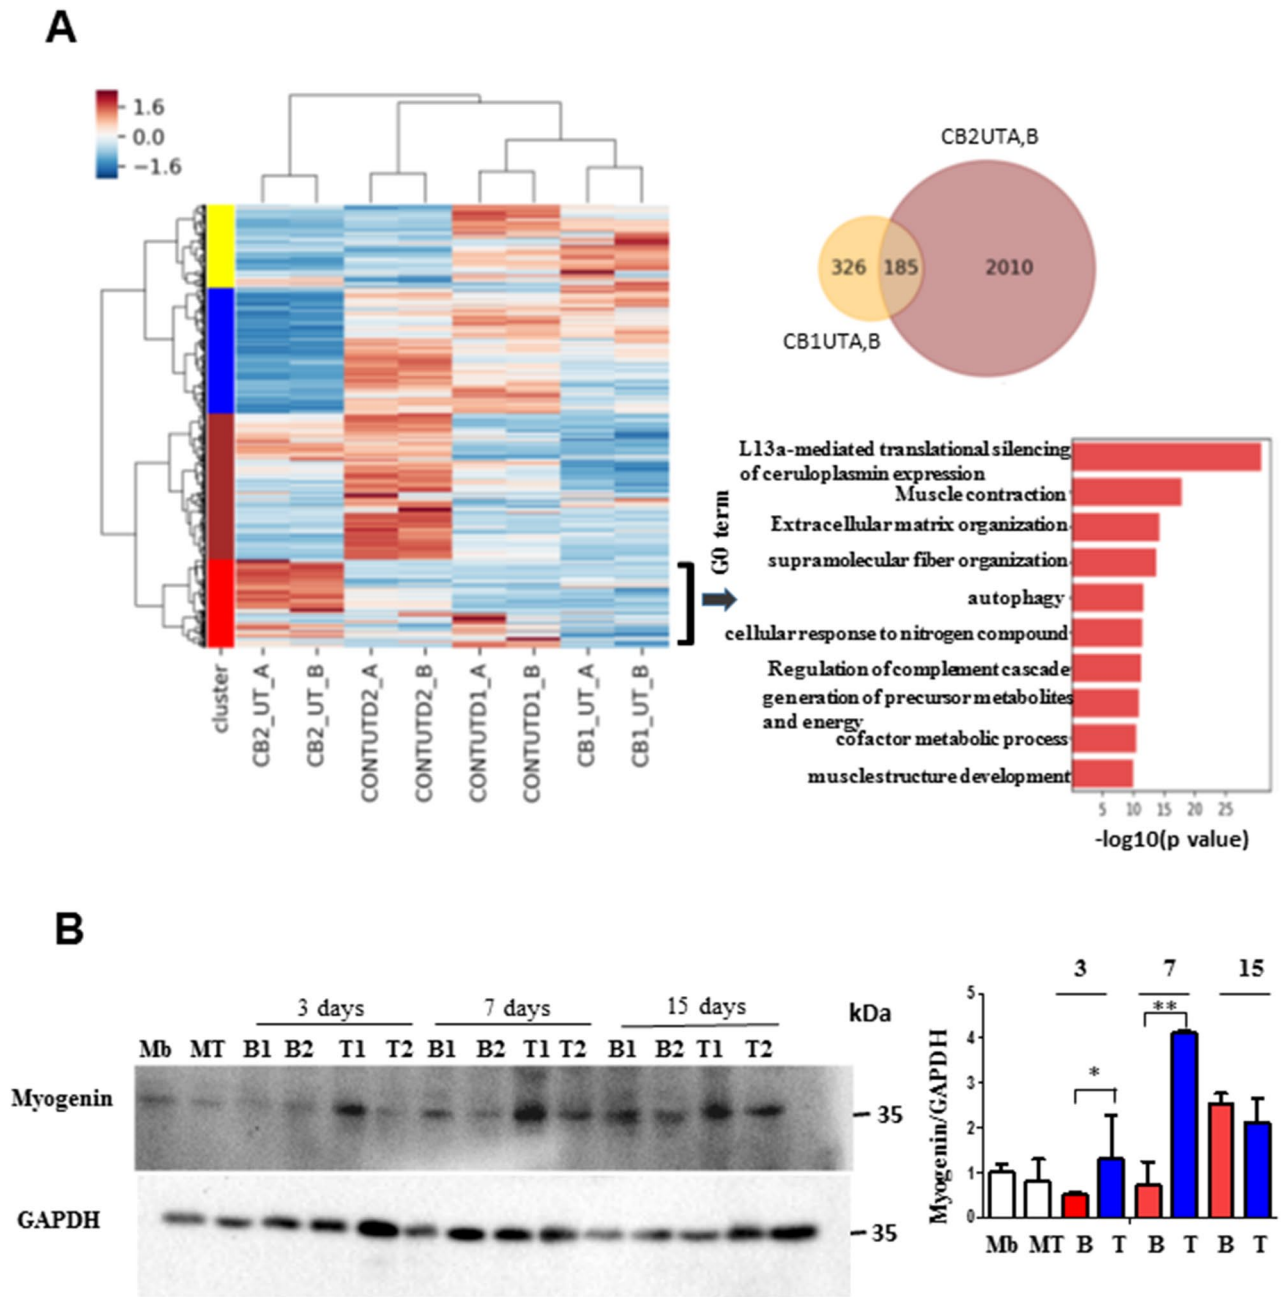 A
1.6
0.0
−1.6
cluster
CB2_UT_A
CB2_UT_B
CONTUTD2_A
CONTUTD2_B
CONTUTD1_A
CONTUTD1_B
CB1_UT_A
CB1_UT_B
CB2UTA,B
326
185
2010
CB1UTA,B
GO term
L13a-mediated translational silencing
of ceruloplasmin expression
Muscle contraction
Extracellular matrix organization
supramolecular fiber organization
autophagy
cellular response to nitrogen compound
Regulation of complement cascade
generation of precursor metabolites
and energy
cofactor metabolic process
muscle structure development
5 10 15 20 25
-log10(p value)
B
3 days 7 days 15 days kDa
Mb MT B1 B2 T1 T2 B1 B2 T1 T2 B1 B2 T1 T2
Myogenin
35
GAPDH
35
3 7 15
Myogenin/GAPDH
5
4
3
2
1
0
* **
Mb MT B T B T B T